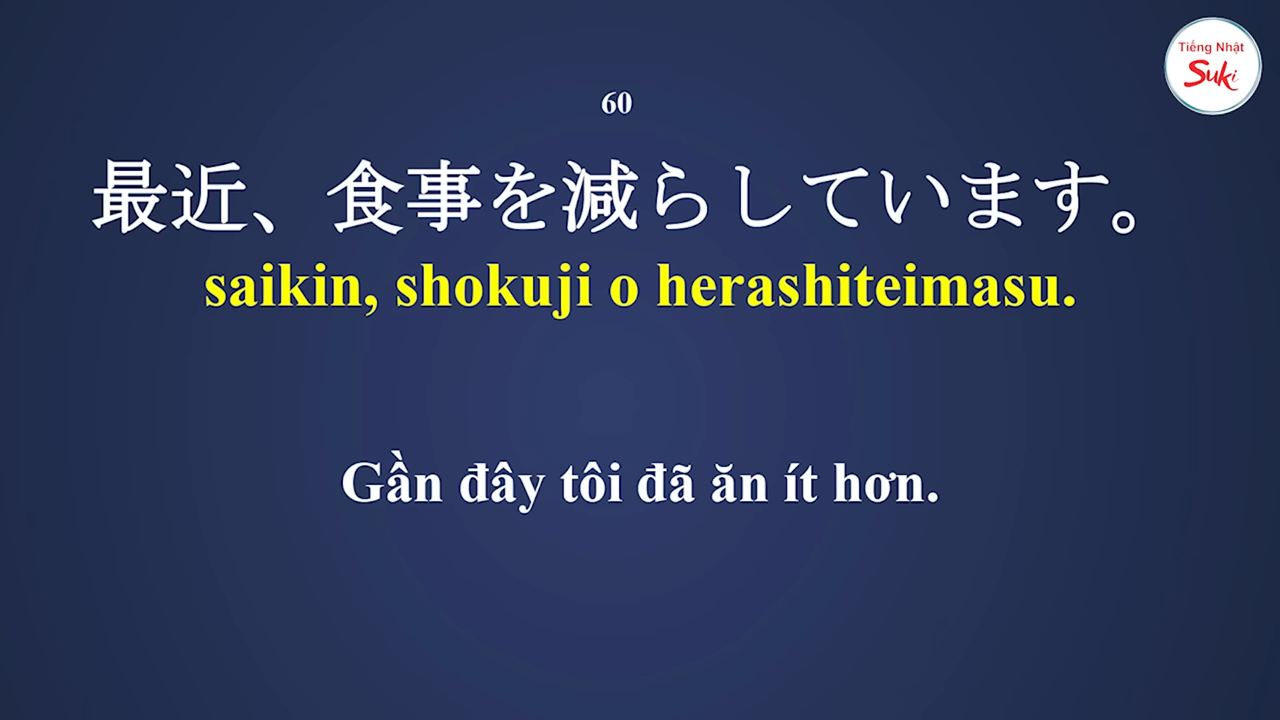 Tiếng Nhật
Suki
60
最近、食事を減らしています。
saikin, shokuji o herashiteimasu.
Gần đây tôi đã ăn ít hơn.